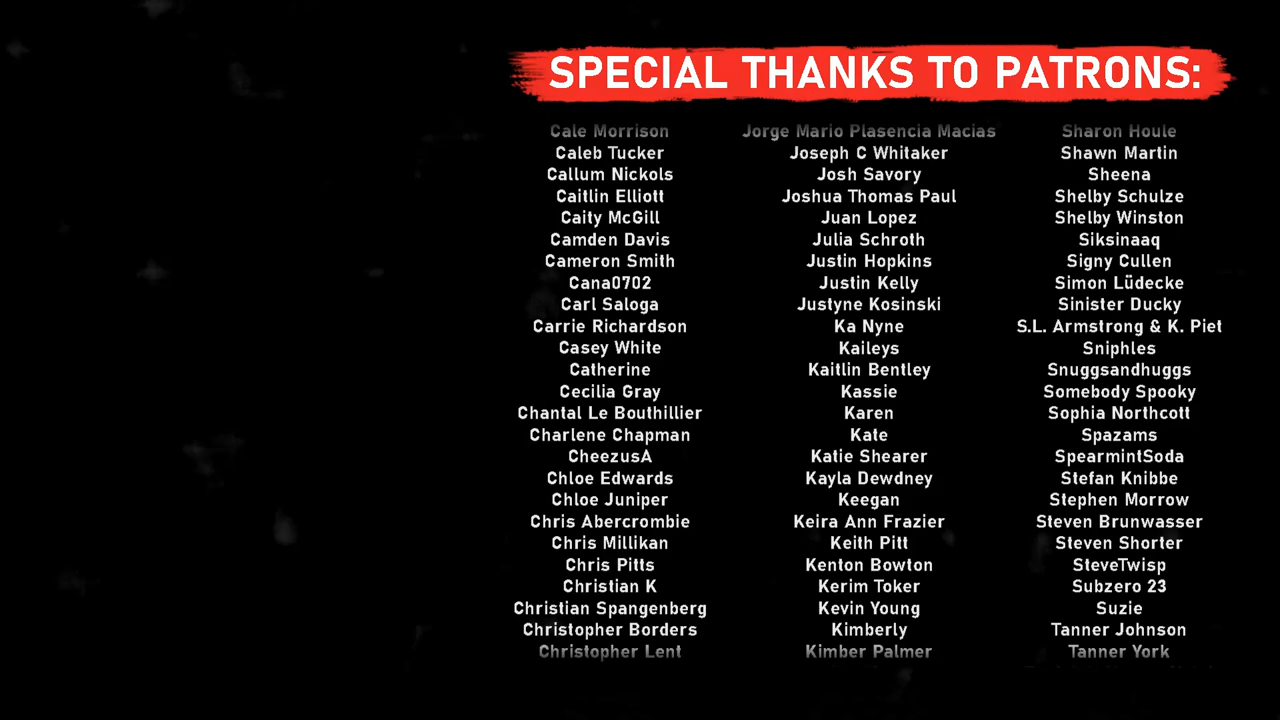 SPECIAL THANKS TO PATRONS:
Cale Morrison
Caleb Tucker
Callum Nickols
Caitlin Elliott
Caity McGill
Camden Davis
Cameron Smith
Cana0702
Carl Saloga
Carrie Richardson
Casey White
Catherine
Cecilia Gray
Chantal Le Bouthillier
Charlene Chapman
CheezusA
Chloe Edwards
Chloe Juniper
Chris Abercrombie
Chris Millikan
Chris Pitts
Christian K
Christian Spangenberg
Christopher Borders
Christopher Lent
Jorge Mario Plasencia Macias
Joseph C Whitaker
Josh Savory
Joshua Thomas Paul
Juan Lopez
Julia Schroth
Justin Hopkins
Justin Kelly
Justyne Kosinski
Ka Nyne
Kaileys
Kaitlin Bentley
Kassie
Karen
Kate
Katie Shearer
Kayla Dewdney
Keegan
Keira Ann Frazier
Keith Pitt
Kenton Bowton
Kerim Toker
Kevin Young
Kimberly
Kimber Palmer
Sharon Houle
Shawn Martin
Sheena
Shelby Schulze
Shelby Winston
Siksinaaq
Signy Cullen
Simon Lüdecke
Sinister Ducky
S.L. Armstrong & K. Piet
Sniphles
Snuggsandhuggs
Somebody Spooky
Sophia Northcott
Spazams
SpearmintSoda
Stefan Knibbe
Stephen Morrow
Steven Brunwasser
Steven Shorter
SteveTwisp
Subzero 23
Suzie
Tanner Johnson
Tanner York